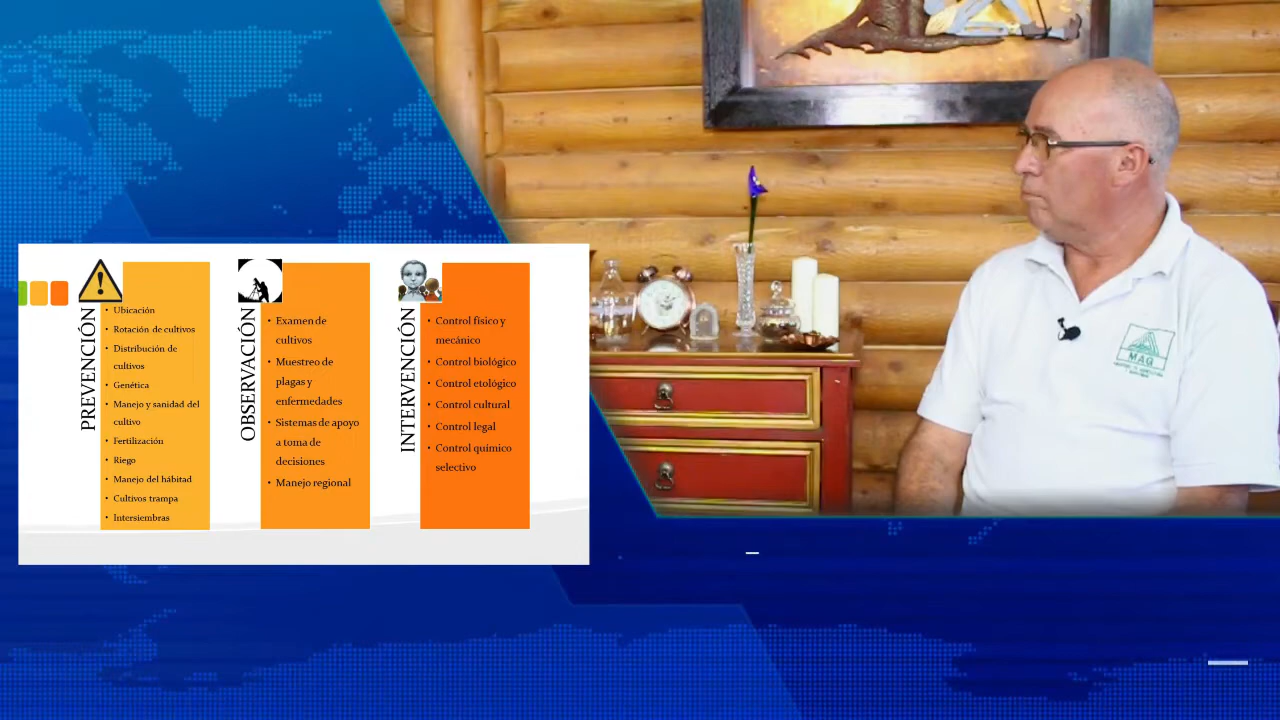 PREVENCIÓN
• Ubicación
• Rotación de cultivos
• Distribución de
cultivos
• Genética
• Manejo y sanidad del
cultivo
• Fertilización
• Riego
• Manejo del hábitad
• Cultivos trampa
• Intersiembras
OBSERVACIÓN
• Examen de
cultivos
• Muestreo de
plagas y
enfermedades
• Sistemas de apoyo
a toma de
decisiones
• Manejo regional
INTERVENCIÓN
• Control físico y
mecánico
• Control biológico
• Control etológico
• Control cultural
• Control legal
• Control químico
selectivo
MAG